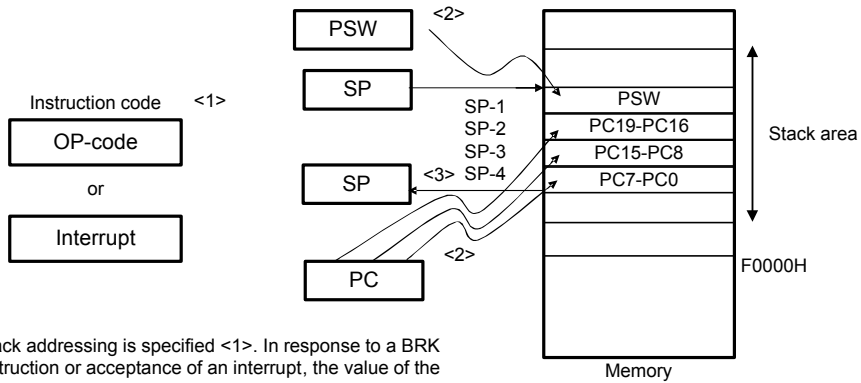 PSW
<2>
SP
Instruction code <1>
OP-code
or
Interrupt
SP-1
SP-2
SP-3
SP-4
PSW
PC19-PC16
PC15-PC8
PC7-PC0
Stack area
SP
<3>
<2>
PC
F0000H
Memory
ack addressing is specified <1>. In response to a BRK
truction or acceptance of an interrupt, the value of the